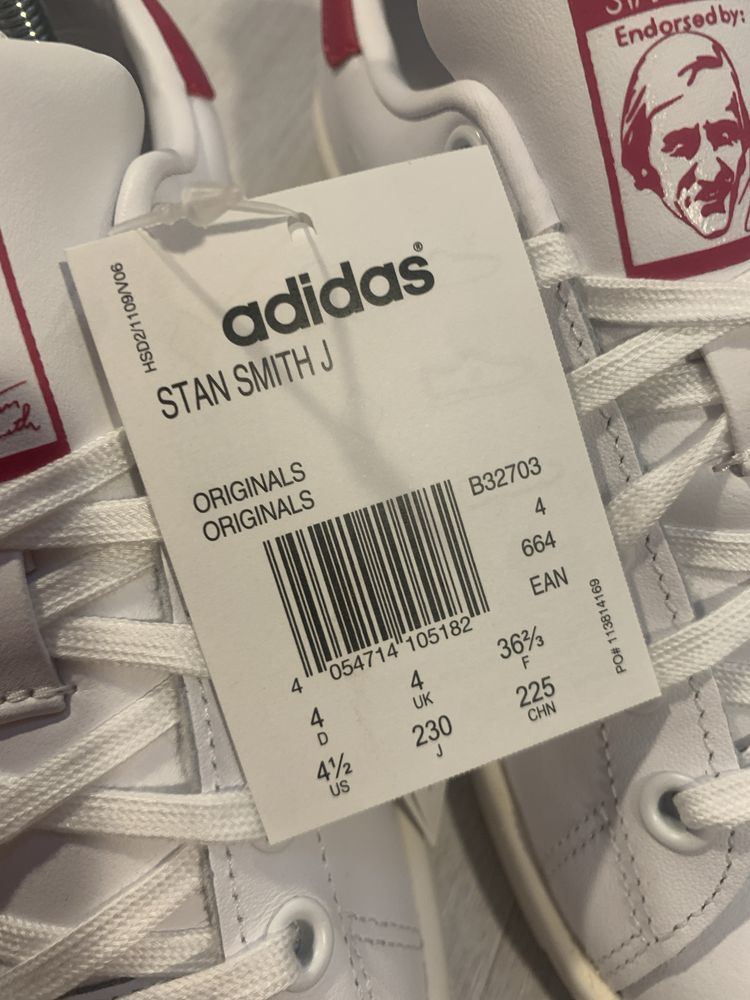 Endorsed by:
HSD2/1109/V06
adidas®
STAN SMITH J
ORIGINALS
ORIGINALS
B32703
4
664
EAN
4 054714 105182
PO# 113814169
4 D
4 UK
36⅔ F
4½ US
230 J
225 CHN